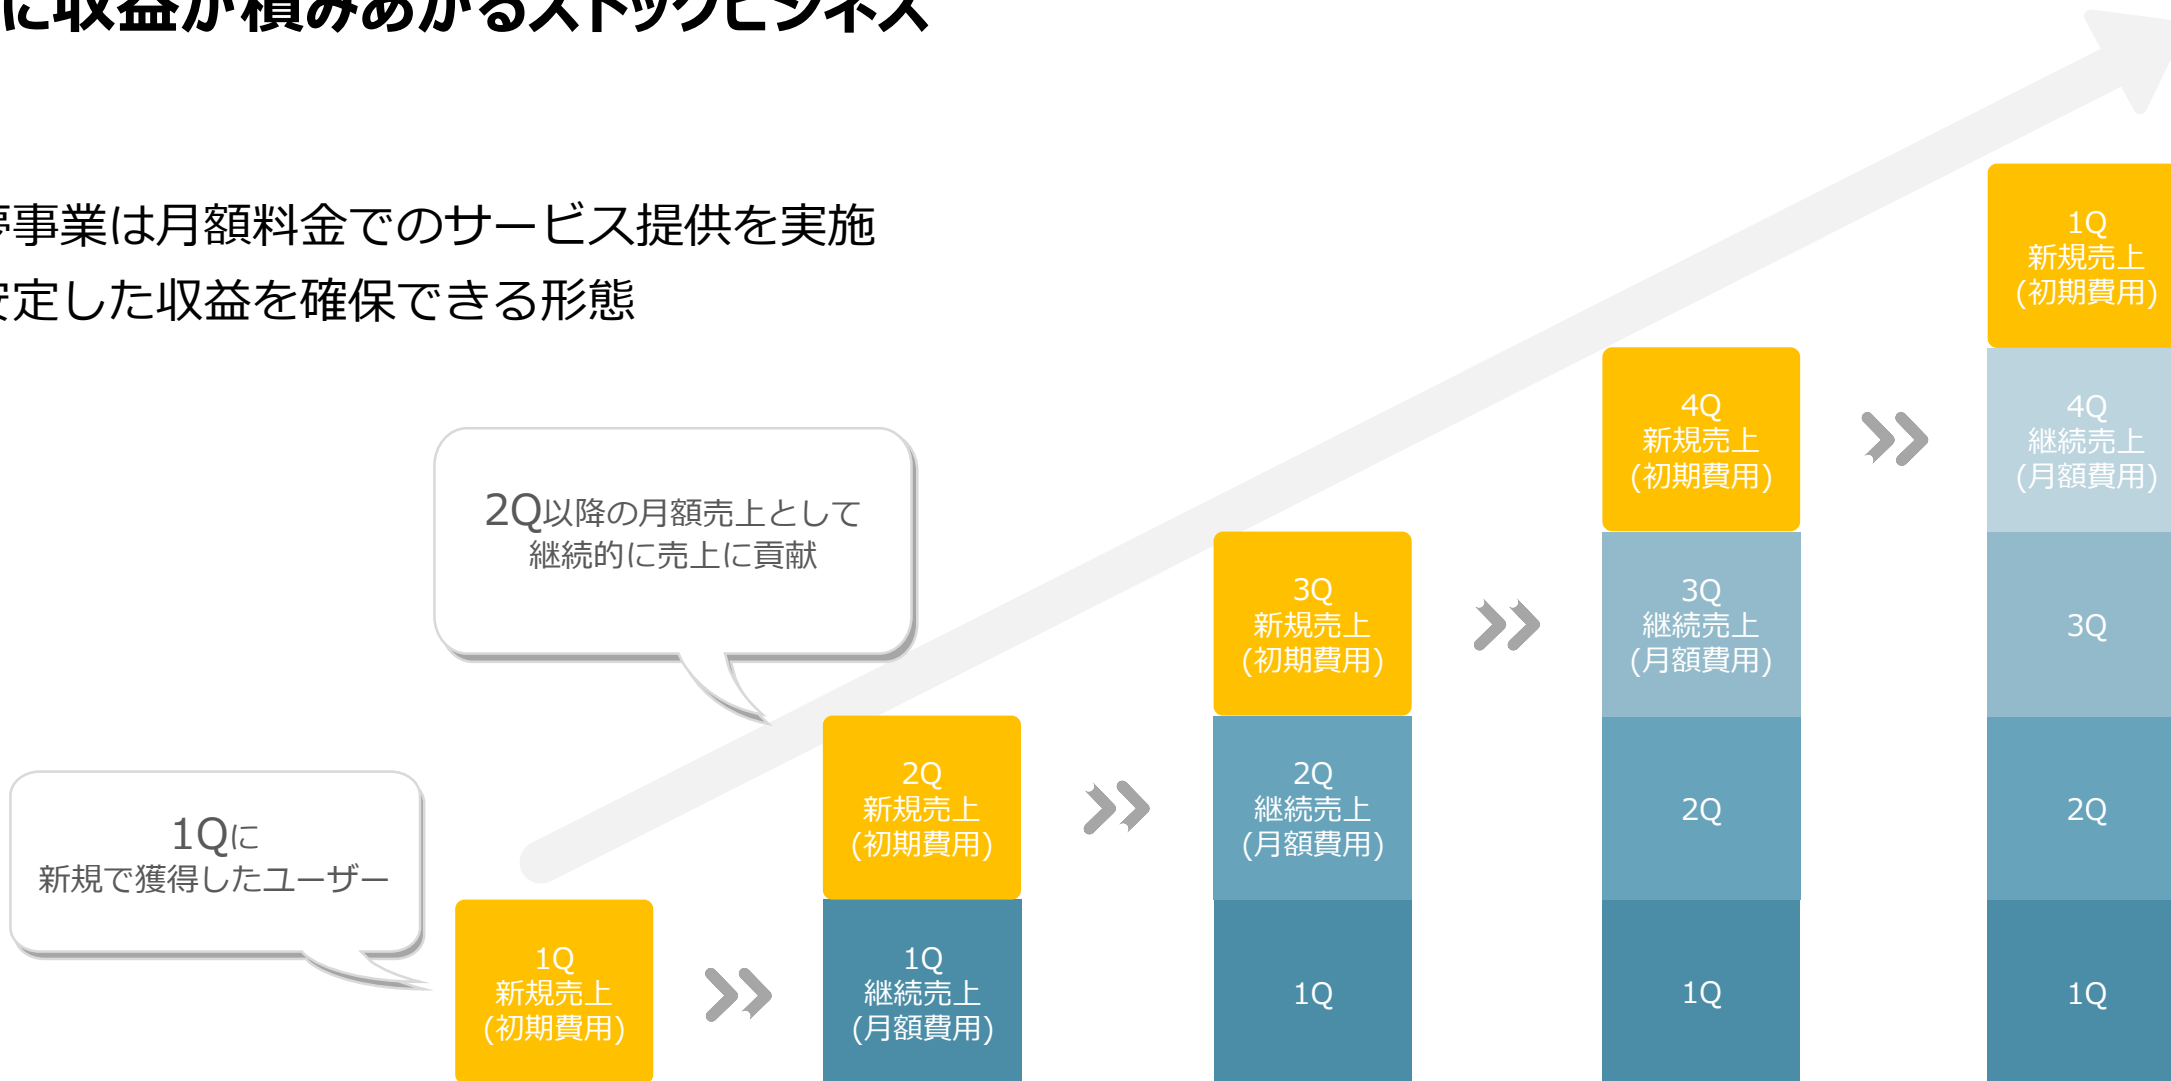 に収益が積みあがるストックビジネス
事業は月額料金でのサービス提供を実施
安定した収益を確保できる形態
2Q以降の月額売上として
継続的に売上に貢献
1Qに
新規で獲得したユーザー
1Q
新規売上
(初期費用)
2Q
新規売上
(初期費用)
1Q
継続売上
(月額費用)
3Q
新規売上
(初期費用)
2Q
継続売上
(月額費用)
1Q
4Q
新規売上
(初期費用)
3Q
継続売上
(月額費用)
2Q
1Q
1Q
新規売上
(初期費用)
4Q
継続売上
(月額費用)
3Q
2Q
1Q